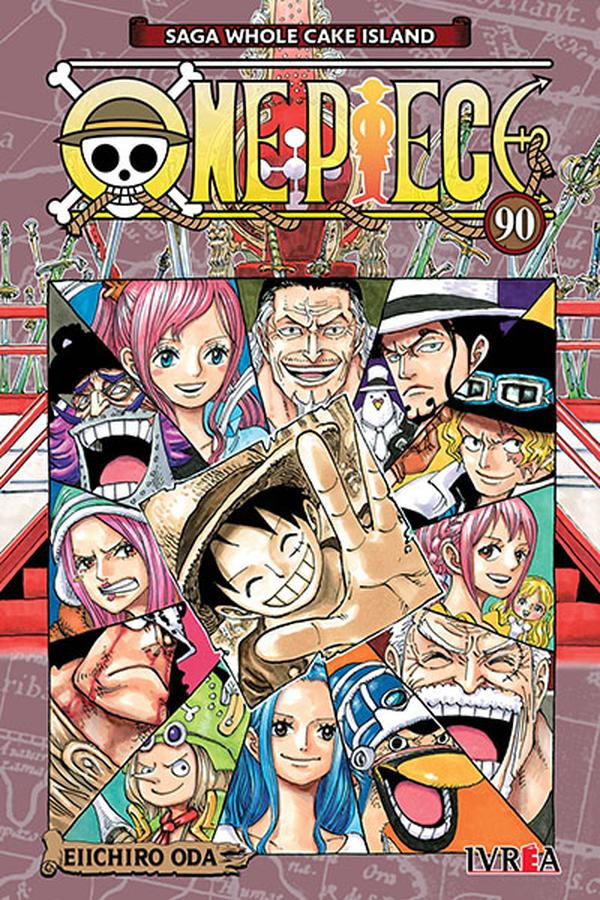 SAGA WHOLE CAKE ISLAND
ONE PIECE
90
EIICHIRO ODA
IVREA